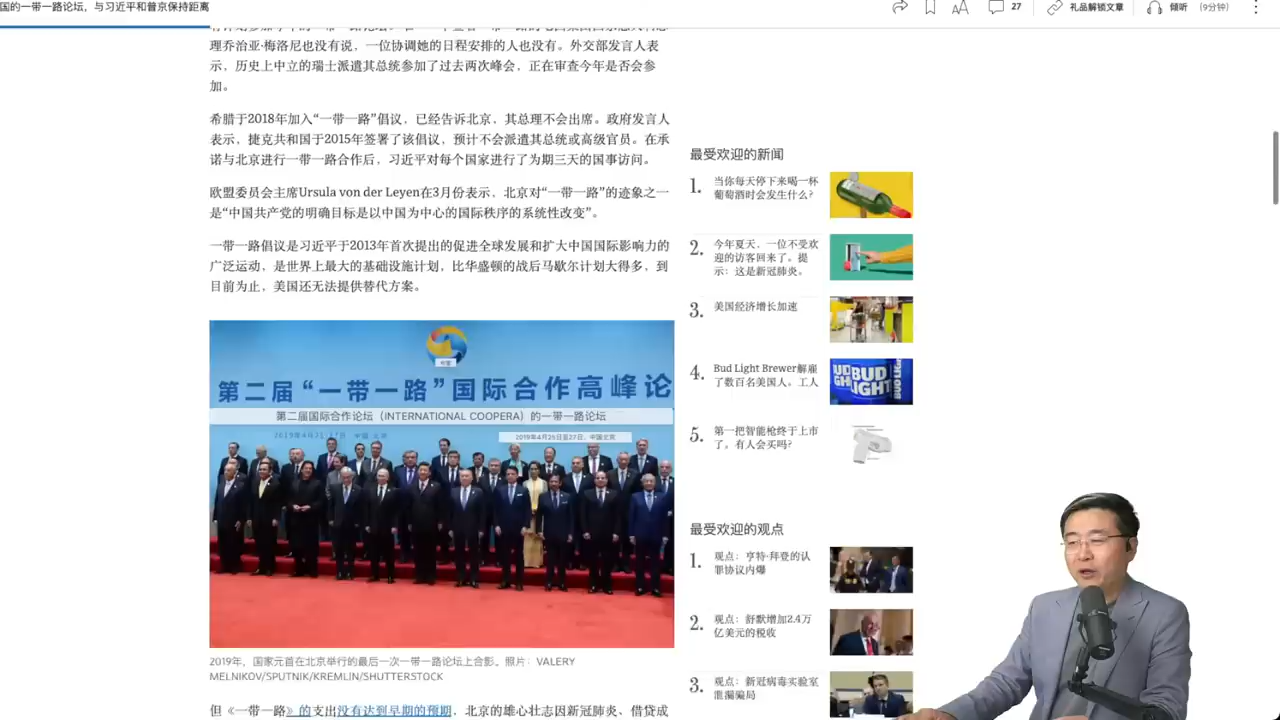 国的一带一路论坛，与习近平和普京保持距离
27
礼品解锁文章
倾听 (9分钟)
理乔治亚·梅洛尼也没有说，一位协调她的日程安排的人也没有。外交部发言人表
示，历史上中立的瑞士派遣其总统参加了过去两次峰会，正在审查今年是否会参
加。
希腊于2018年加入“一带一路”倡议，已经告诉北京，其总理不会出席。政府发言人
表示，捷克共和国于2015年签署了该倡议，预计不会派遣其总统或高级官员。在承
诺与北京进行一带一路合作后，习近平对每个国家进行了为期三天的国事访问。
欧盟委员会主席Ursula von der Leyen在3月份表示，北京对“一带一路”的迹象之一
是“中国共产党的明确目标是以中国为中心的国际秩序的系统性改变”。
一带一路倡议是习近平于2013年首次提出的促进全球发展和扩大中国国际影响力的
广泛运动，是世界上最大的基础设施计划，比华盛顿的战后马歇尔计划大得多，到
目前为止，美国还无法提供替代方案。
第二届“一带一路”国际合作高峰论
第二届国际合作论坛（INTERNATIONAL COOPERA）的一带一路论坛
2019年4月25日至27日，中国北京
2019年，国家元首在北京举行的最后一次一带一路论坛上合影。照片：VALERY
MELNIKOV/SPUTNIK/KREMLIN/SHUTTERSTOCK
但《一带一路》的支出没有达到早期的预期，北京的雄心壮志因新冠肺炎、借贷成
最受欢迎的新闻
1.
当你每天停下来喝一杯
葡萄酒时会发生什么？
2.
今年夏天，一位不受欢
迎的访客回来了。提
示：这是新冠肺炎。
3.
美国经济增长加速
4.
Bud Light Brewer解雇
了数百名美国人。工人
BUD
LIGHT
5.
第一把智能枪终于上市
了。有人会买吗？
最受欢迎的观点
1.
观点：亨特·拜登的认
罪协议内爆
2.
观点：舒默增加2.4万
亿美元的税收
3.
观点：新冠病毒实验室
泄漏骗局